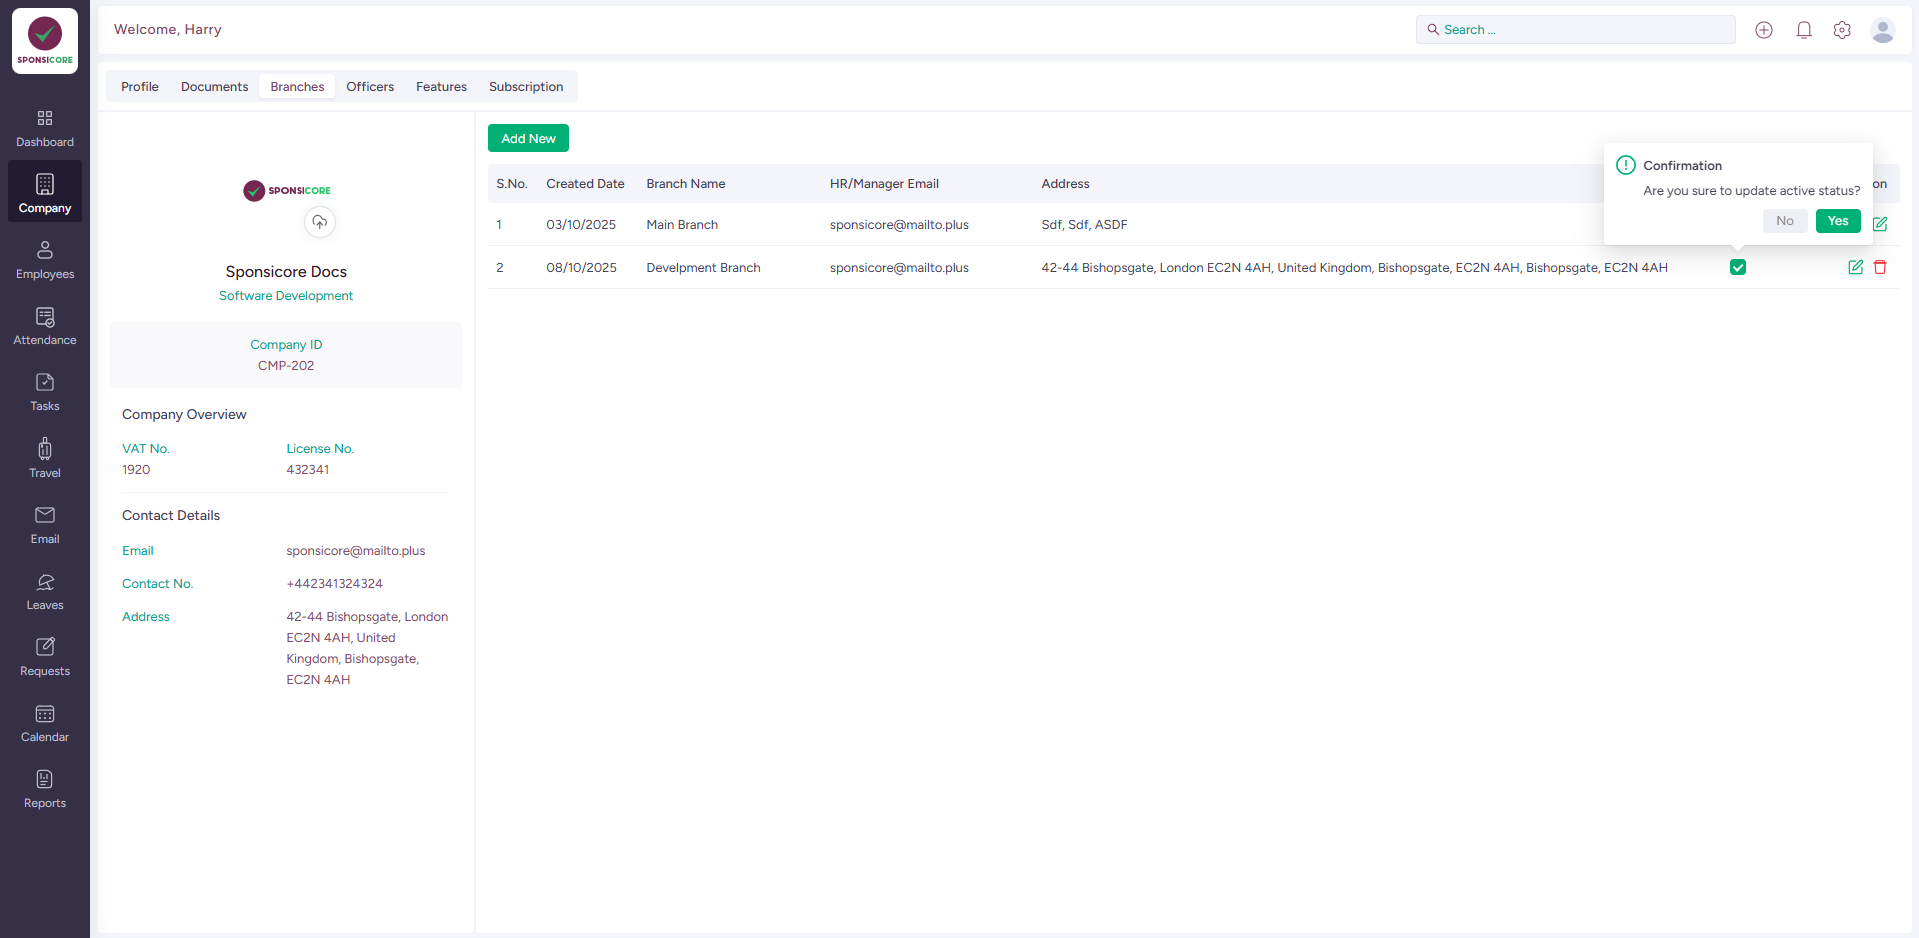 SPONSICORE
Welcome, Harry
Search ...
Dashboard
Company
Employees
Attendance
Tasks
Travel
Email
Leaves
Requests
Calendar
Reports
Profile Documents Branches Officers Features Subscription
SPONSICORE
Sponsicore Docs
Software Development
Company ID
CMP-202
Company Overview
VAT No. License No.
1920 432341
Contact Details
Email sponsicore@mailto.plus
Contact No. +442341324324
Address 42-44 Bishopsgate, London
EC2N 4AH, United
Kingdom, Bishopsgate,
EC2N 4AH
Add New
S.No. Created Date Branch Name HR/Manager Email Address on
1 03/10/2025 Main Branch sponsicore@mailto.plus Sdf, Sdf, ASDF
2 08/10/2025 Develpment Branch sponsicore@mailto.plus 42-44 Bishopsgate, London EC2N 4AH, United Kingdom, Bishopsgate, EC2N 4AH, Bishopsgate, EC2N 4AH
Confirmation
Are you sure to update active status?
No Yes